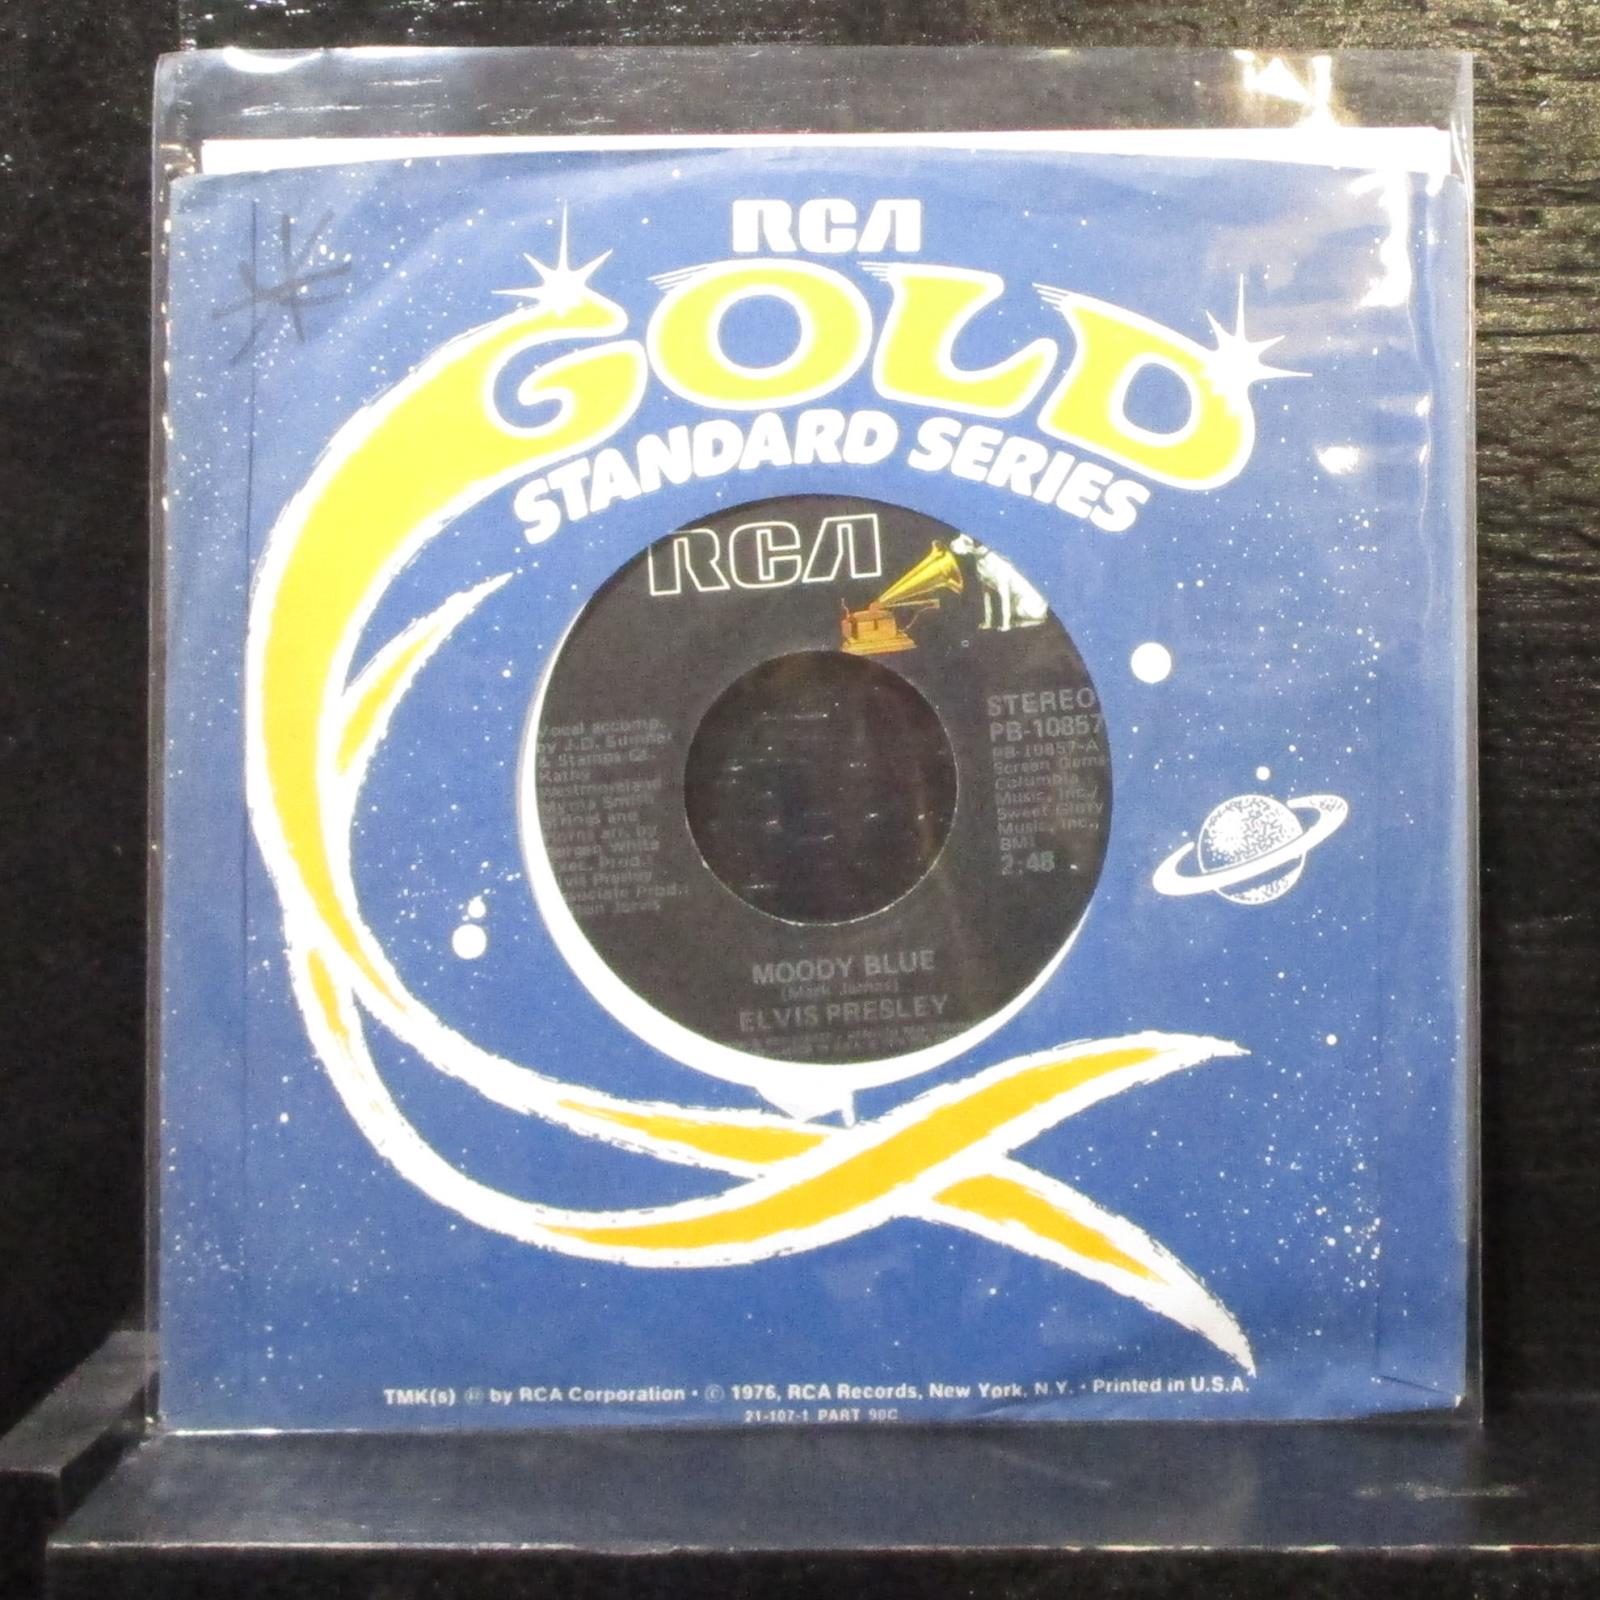 RCA
GOLD
STANDARD SERIES
RCA
STEREO
PB-10857
PB-10857-A
Screen Gems
Columbia
Music, Inc./
Sweet Glory
Music, Inc.,
BMI
2:48
Vocal accomp.
by J.D. Sumner
& Stamps Qt.
Kathy
Westmoreland
Myrna Smith
Strings and
arr. by
Bergen White
Exec. Prod.:
Elvis Presley
Associate Prod.:
Jarvis
MOODY BLUE
(Mark James)
ELVIS PRESLEY
TMK(s) ® by RCA Corporation • © 1976, RCA Records, New York, N.Y. • Printed in U.S.A.
21-107-1 PART 90C